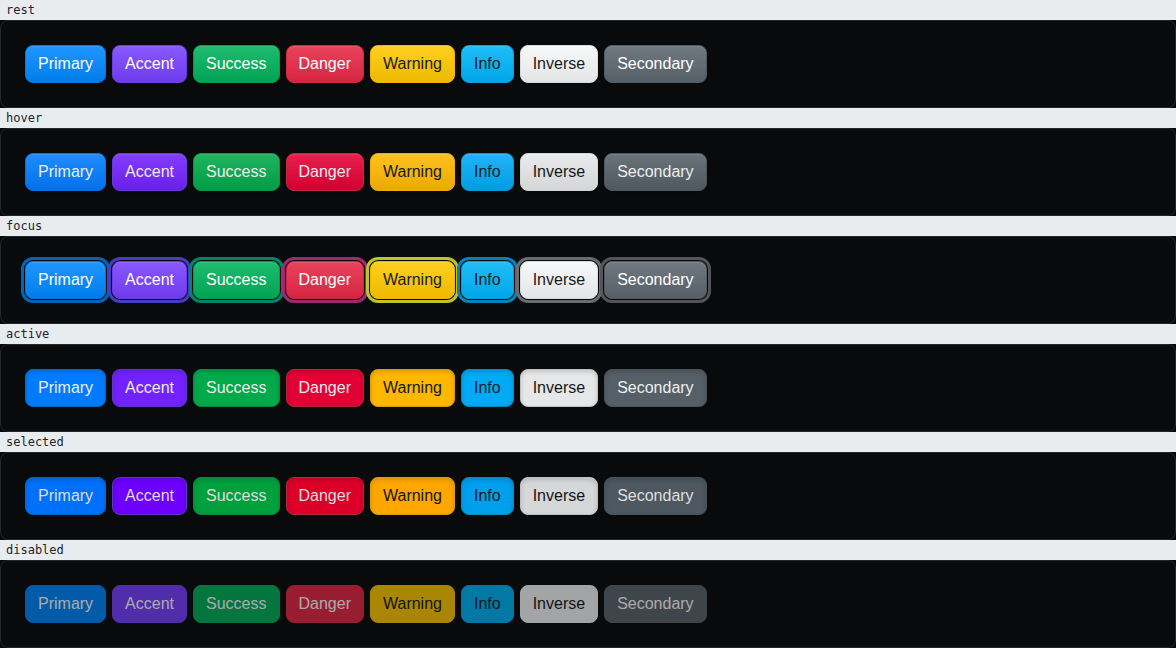 rest
Primary Accent Success Danger Warning Info Inverse Secondary
hover
Primary Accent Success Danger Warning Info Inverse Secondary
focus
Primary Accent Success Danger Warning Info Inverse Secondary
active
Primary Accent Success Danger Warning Info Inverse Secondary
selected
Primary Accent Success Danger Warning Info Inverse Secondary
disabled
Primary Accent Success Danger Warning Info Inverse Secondary